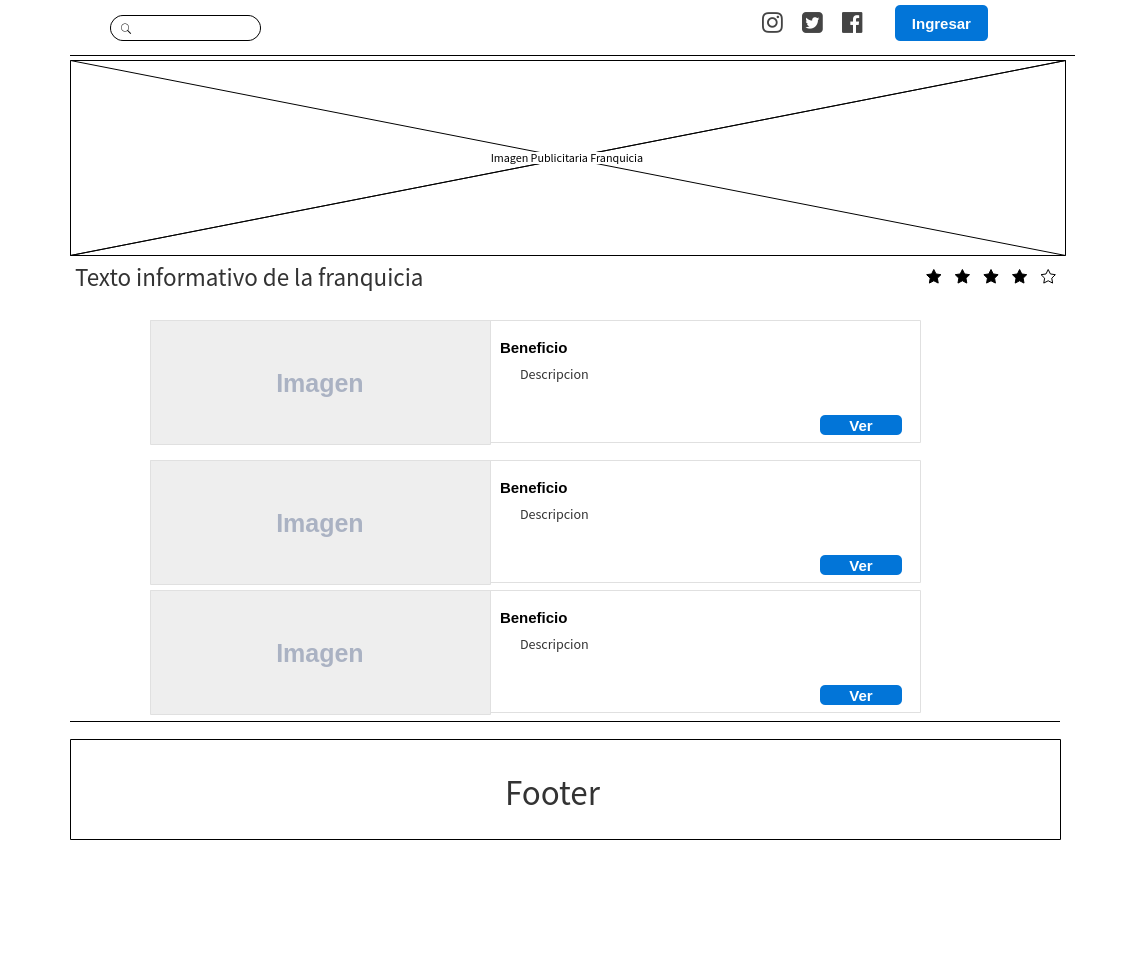 Ingresar
Imagen Publicitaria Franquicia
Texto informativo de la franquicia
Imagen
Beneficio
Descripcion
Ver
Imagen
Beneficio
Descripcion
Ver
Imagen
Beneficio
Descripcion
Ver
Footer